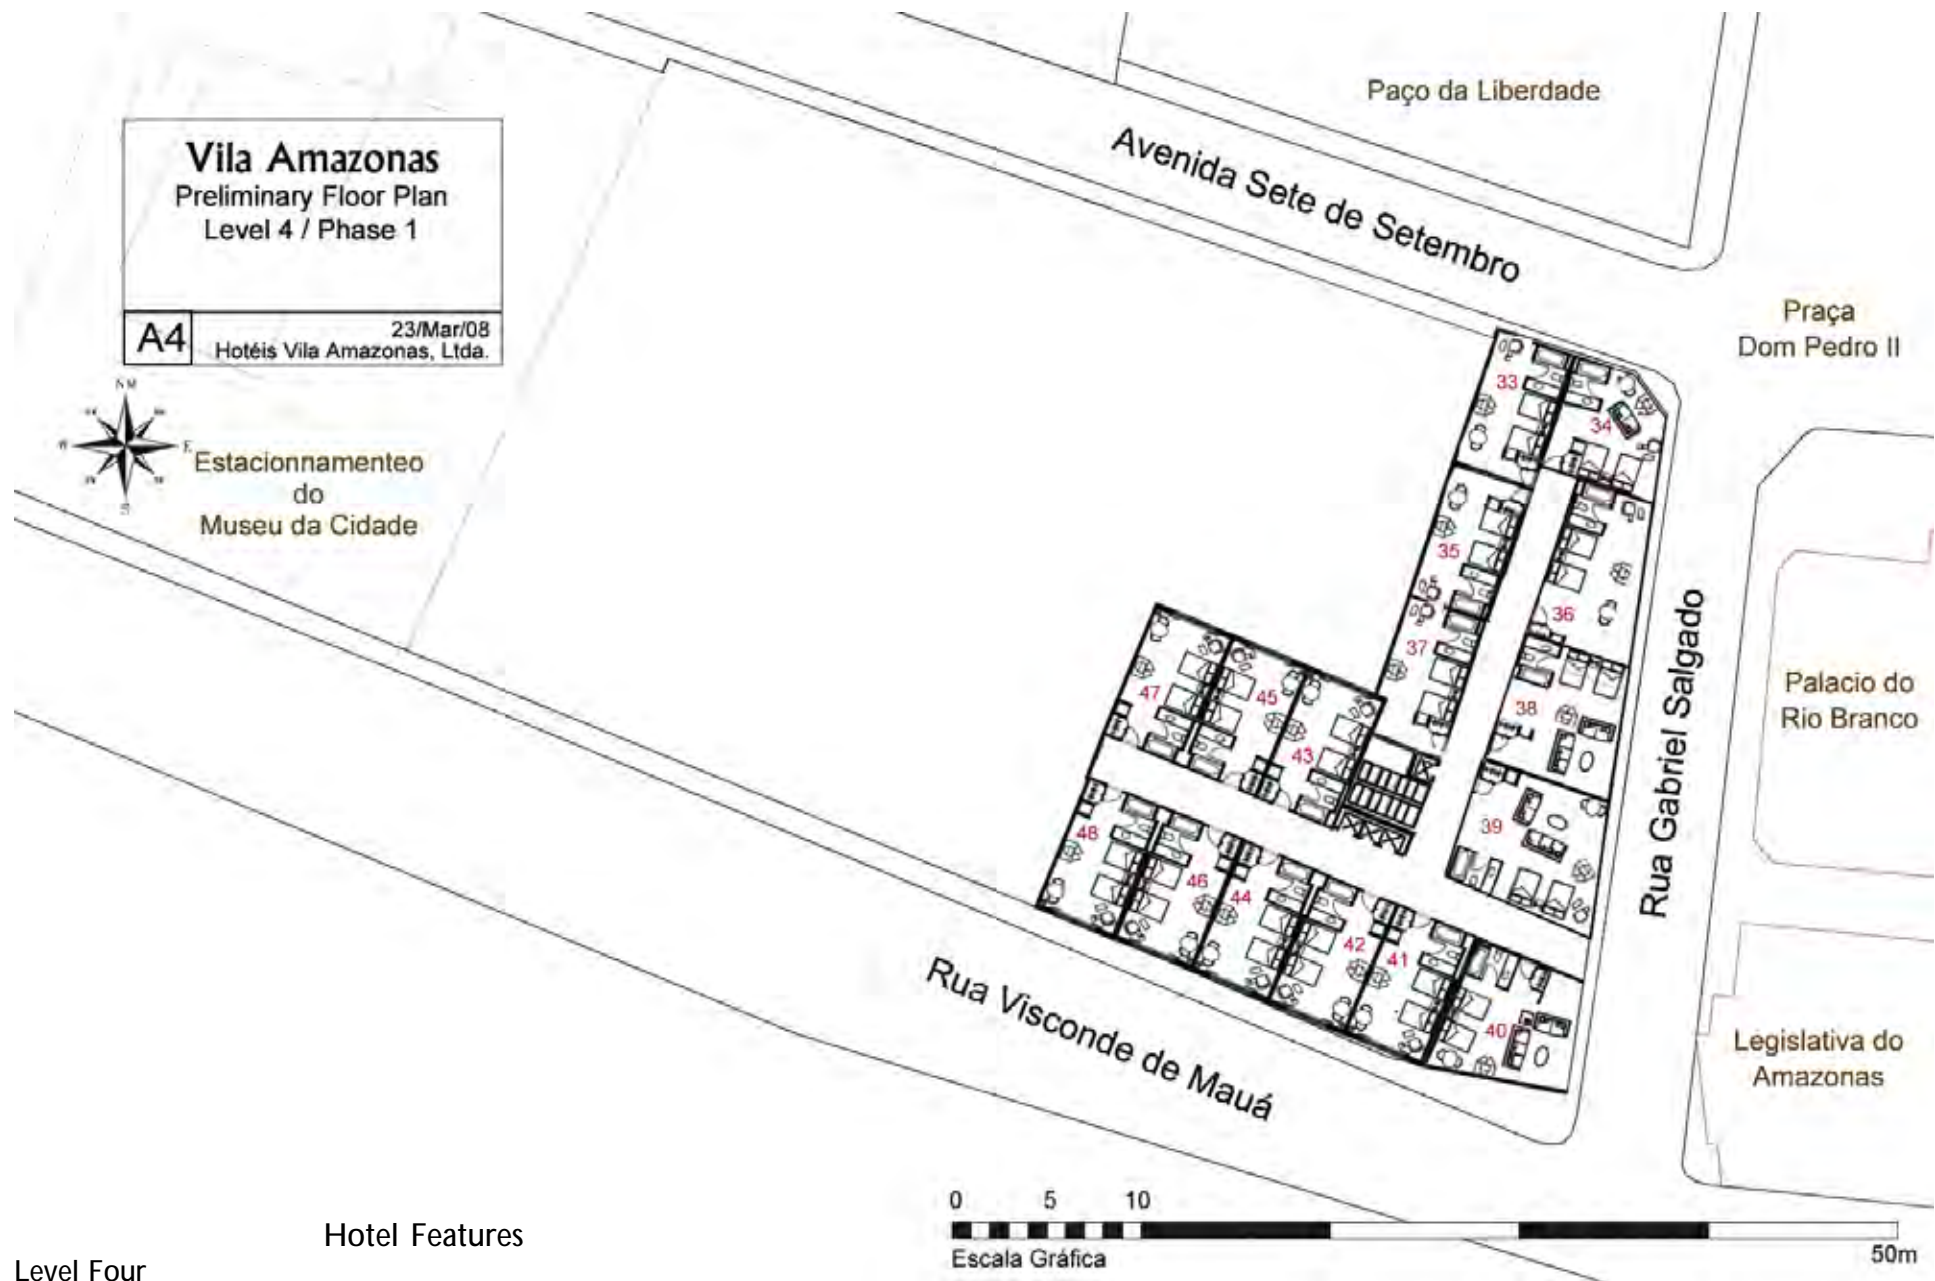 Paço da Liberdade
Avenida Sete de Setembro
Vila Amazonas
Preliminary Floor Plan
Level 4 / Phase 1
A4
23/Mar/08
Hotéis Vila Amazonas, Ltda.
Praça
Dom Pedro II
Estacionnamenteo
do
Museu da Cidade
E
S
33
34
35
36
37
38
39
40
41
42
43
44
45
46
47
48
Rua Gabriel Salgado
Palacio do
Rio Branco
Rua Visconde de Mauá
Legislativa do
Amazonas
0 5 10
50m
Escala Gráfica
Hotel Features
Level Four